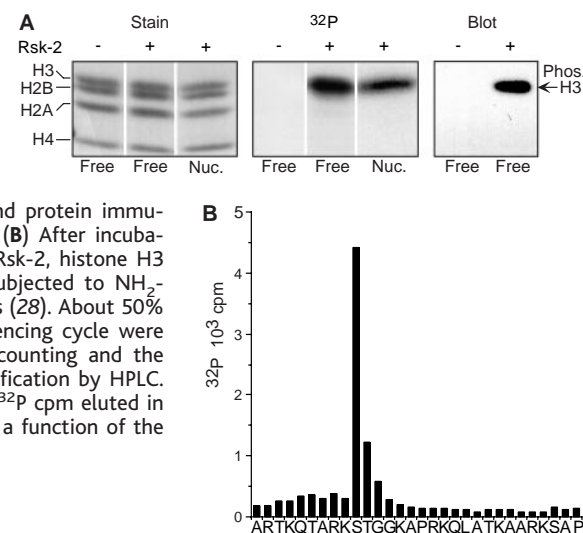 A
Stain
32P
Blot
Rsk-2 - + + - + + - +
H3
H2B
H2A
H4
Phos.
H3
Free Free Nuc. Free Free Nuc. Free Free
nd protein immu-
(B) After incuba-
Rsk-2, histone H3
ubjected to NH2-
s (28). About 50%
encing cycle were
counting and the
ification by HPLC.
32P cpm eluted in
a function of the
B
32P 10³ cpm
5
4
3
2
1
0
ARTKQTARKSTGGKAPRKQLATKAARKSAP